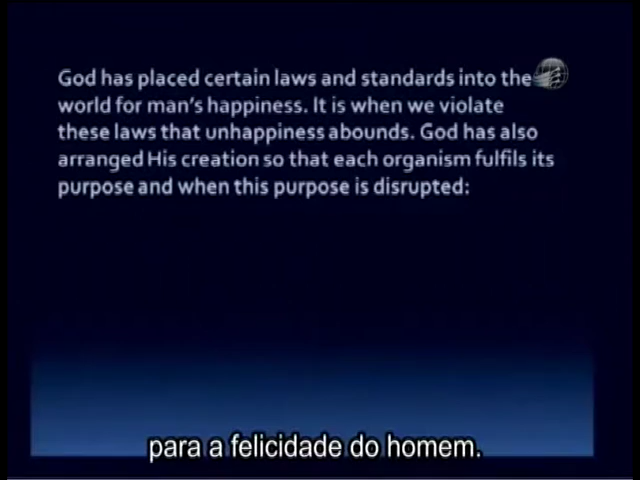 God has placed certain laws and standards into the
world for man's happiness. It is when we violate
these laws that unhappiness abounds. God has also
arranged His creation so that each organism fulfils its
purpose and when this purpose is disrupted:
para a felicidade do homem.